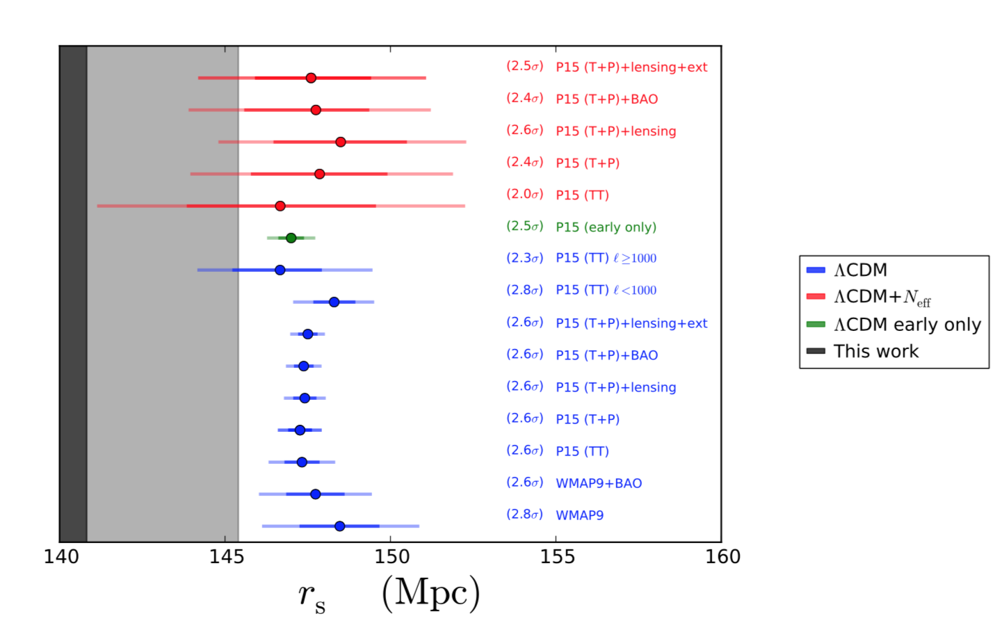 (2.5σ) P15 (T+P)+lensing+ext
(2.4σ) P15 (T+P)+BAO
(2.6σ) P15 (T+P)+lensing
(2.4σ) P15 (T+P)
(2.0σ) P15 (TT)
(2.5σ) P15 (early only)
(2.3σ) P15 (TT) ℓ≥1000
(2.8σ) P15 (TT) ℓ<1000
(2.6σ) P15 (T+P)+lensing+ext
(2.6σ) P15 (T+P)+BAO
(2.6σ) P15 (T+P)+lensing
(2.6σ) P15 (T+P)
(2.6σ) P15 (TT)
(2.6σ) WMAP9+BAO
(2.8σ) WMAP9
140 145 150 155 160
r_s (Mpc)
ΛCDM
ΛCDM+N_eff
ΛCDM early only
This work